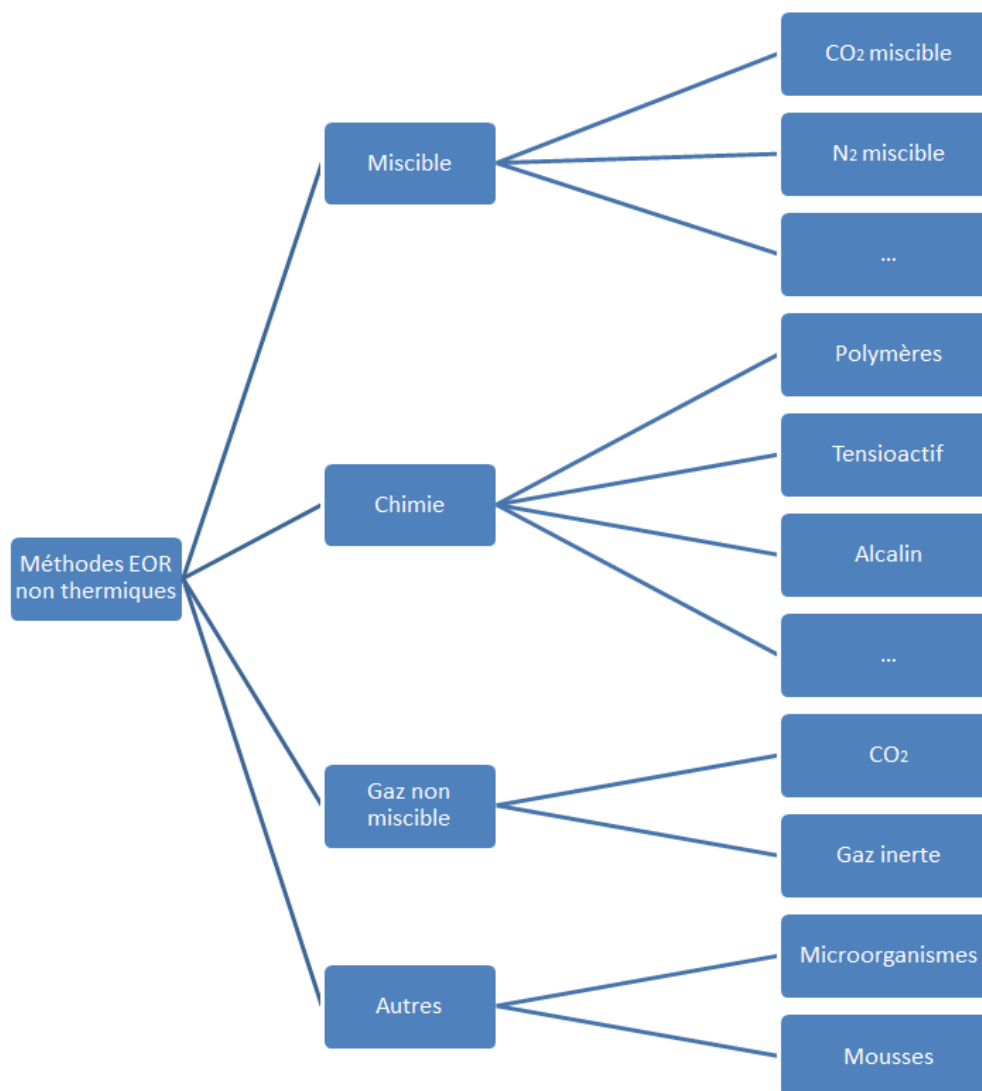 Méthodes EOR
non thermiques
Miscible
CO₂ miscible
N₂ miscible
...
Chimie
Polymères
Tensioactif
Alcalin
...
Gaz non
miscible
CO₂
Gaz inerte
Autres
Microorganismes
Mousses